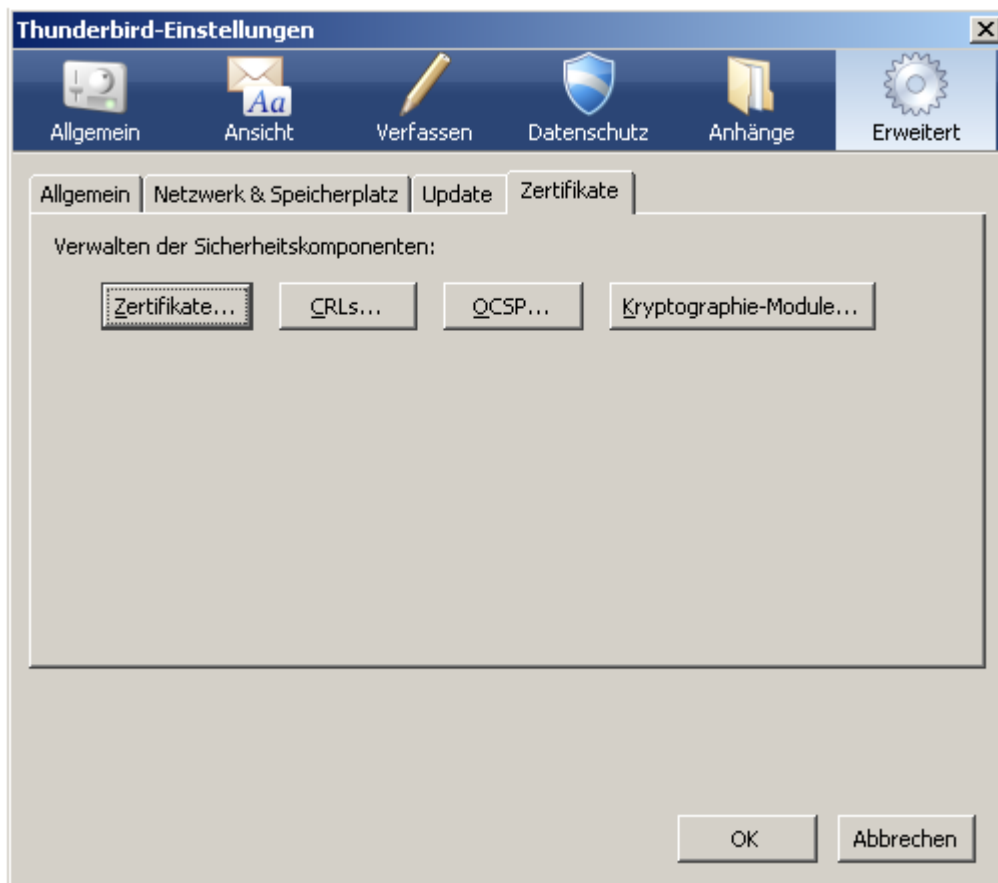 Thunderbird-Einstellungen
Aa
Allgemein Ansicht Verfassen Datenschutz Anhänge Erweitert
Allgemein Netzwerk & Speicherplatz Update Zertifikate
Verwalten der Sicherheitskomponenten:
Zertifikate... CRLs... OCSP... Kryptographie-Module...
OK Abbrechen